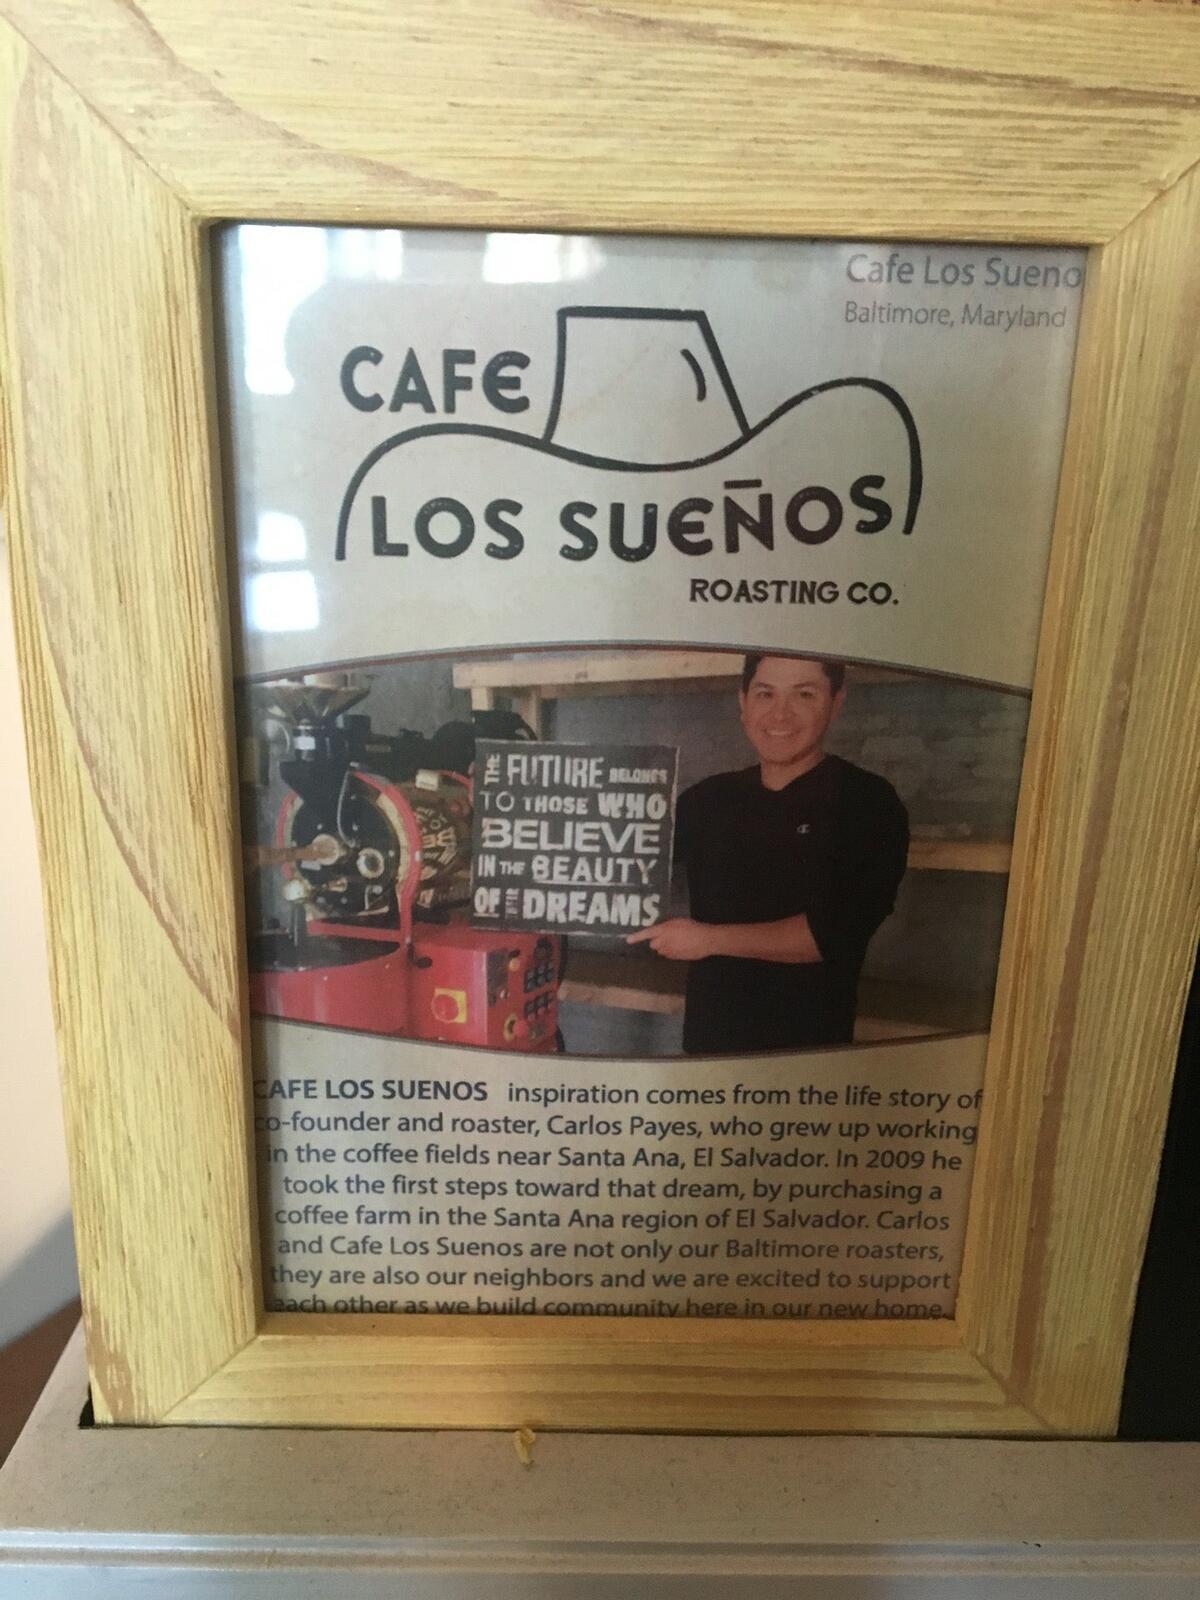 Cafe Los Sueno
Baltimore, Maryland
CAFE
LOS SUEÑOS
ROASTING CO.
THE FUTURE BELONGS
TO THOSE WHO
BELIEVE
IN THE BEAUTY
OF THEIR DREAMS
CAFE LOS SUENOS inspiration comes from the life story of
co-founder and roaster, Carlos Payes, who grew up working
in the coffee fields near Santa Ana, El Salvador. In 2009 he
took the first steps toward that dream, by purchasing a
coffee farm in the Santa Ana region of El Salvador. Carlos
and Cafe Los Suenos are not only our Baltimore roasters,
they are also our neighbors and we are excited to support
each other as we build community here in our new home.